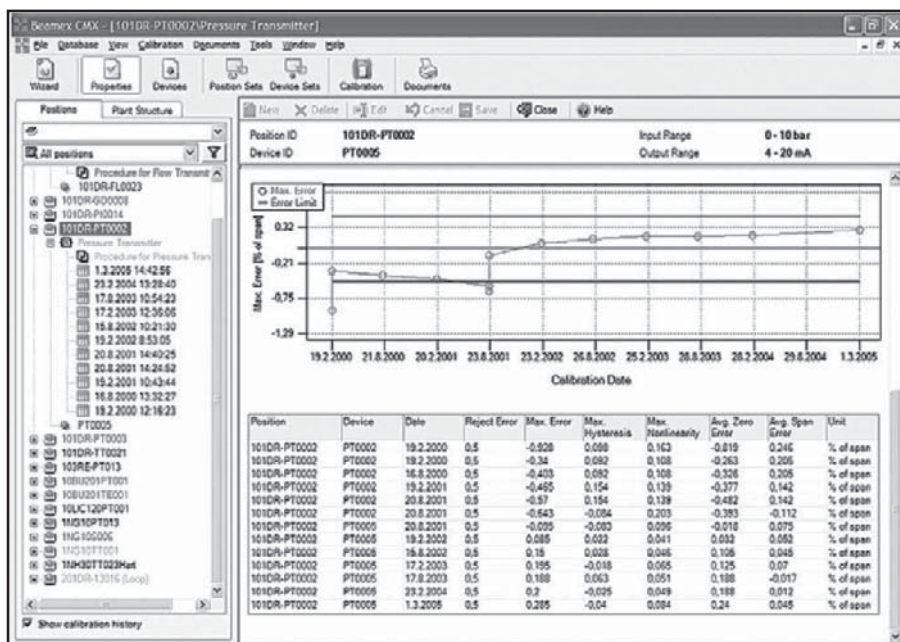 Beamex CMX - [101DR-PT0002\Pressure Transmitter]
File Database View Calibration Documents Tools Window Help
Wizard Properties Devices Position Sets Device Sets Calibration Documents
Positions Plant Structure
New Delete Edit Cancel Save Close Help
Position ID 101DR-PT0002 Input Range 0 - 10 bar
Device ID PT0005 Output Range 4 - 20 mA
All positions
Procedure for Flow Transmit
101DR-FL0023
101DR-GD0008
101DR-PI0014
101DR-PT0002
Pressure Transmitter
Procedure for Pressure Tran
1.3.2005 14:42:56
23.2.2004 13:28:40
17.8.2003 10:54:23
17.2.2003 12:36:06
15.8.2002 10:21:30
19.2.2002 8:53:05
20.8.2001 14:40:25
20.8.2001 14:24:52
19.2.2001 10:43:44
16.8.2000 13:32:27
19.2.2000 12:16:23
PT0005
101DR-PT0003
101DR-TT0021
103RE-PT013
10BU201PT001
10BU201TE001
10LIC120PT001
1NG10PT013
1NG10S006
1NG10TT001
1NH30TT023Hart
201DR-13016 (Loop)
Show calibration history
Max. Error
Error Limit
Max. Error [% of span]
0,32
-0,21
-0,75
-1,29
19.2.2000 21.8.2000 20.2.2001 23.8.2001 23.2.2002 26.8.2002 25.2.2003 28.8.2003 28.2.2004 29.8.2004 1.3.2005
Calibration Date
Position Device Date Reject Error Max. Error Max. Hysteresis Max. Nonlinearity Avg. Zero Error Avg. Span Error Unit
101DR-PT0002 PT0002 19.2.2000 0,5 -0,928 0,098 0,163 -0,819 0,246 % of span
101DR-PT0002 PT0002 19.2.2000 0,5 -0,34 0,092 0,108 -0,263 0,205 % of span
101DR-PT0002 PT0002 16.8.2000 0,5 -0,403 0,092 0,108 -0,326 0,205 % of span
101DR-PT0002 PT0002 19.2.2001 0,5 -0,465 0,154 0,139 -0,377 0,142 % of span
101DR-PT0002 PT0002 20.8.2001 0,5 -0,57 0,154 0,139 -0,482 0,142 % of span
101DR-PT0002 PT0002 20.8.2001 0,5 -0,643 -0,084 0,203 -0,393 -0,112 % of span
101DR-PT0002 PT0005 20.8.2001 0,5 -0,095 -0,083 0,096 -0,018 0,075 % of span
101DR-PT0002 PT0005 19.2.2002 0,5 0,085 0,022 0,041 0,032 0,052 % of span
101DR-PT0002 PT0005 15.8.2002 0,5 0,15 0,028 0,046 0,105 0,045 % of span
101DR-PT0002 PT0005 17.2.2003 0,5 0,195 -0,018 0,065 0,125 0,07 % of span
101DR-PT0002 PT0005 17.8.2003 0,5 0,188 0,063 0,051 0,188 -0,017 % of span
101DR-PT0002 PT0005 23.2.2004 0,5 0,2 -0,025 0,049 0,188 0,012 % of span
101DR-PT0002 PT0005 1.3.2005 0,5 0,285 -0,04 0,084 0,24 0,045 % of span